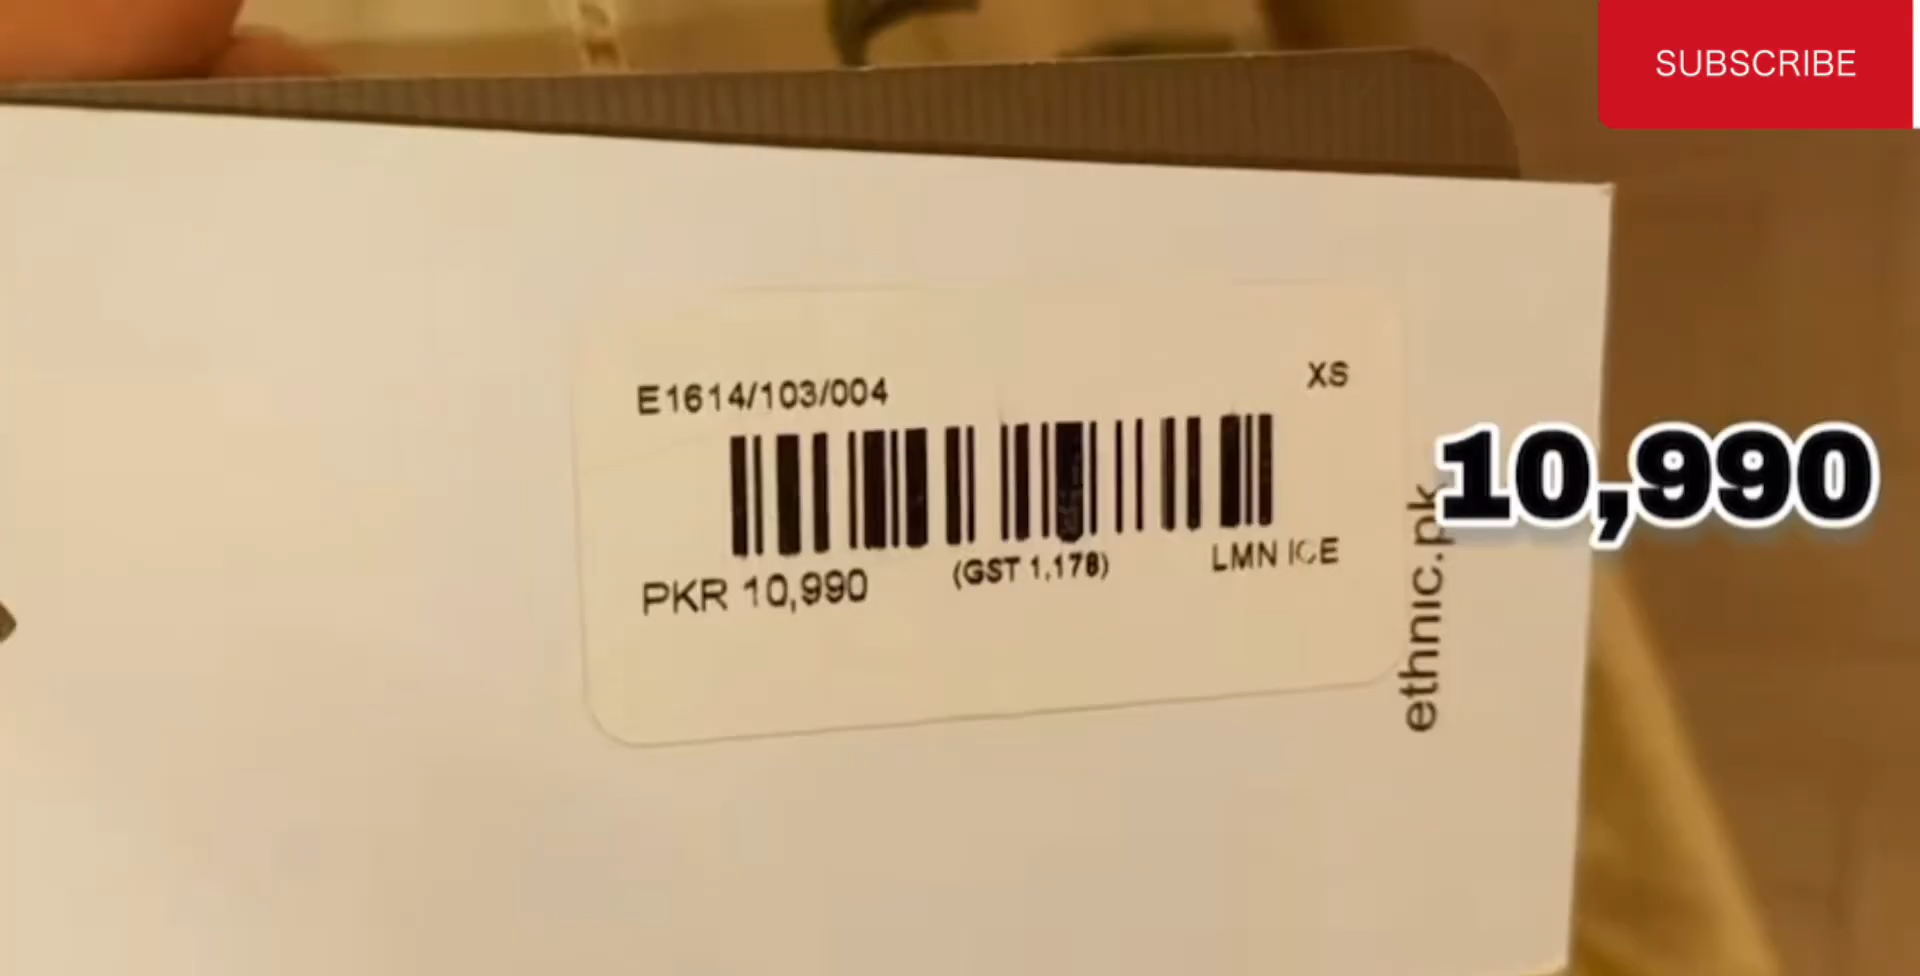 SUBSCRIBE
E1614/103/004
XS
PKR 10,990
(GST 1,178)
LMN ICE
ethnic.pk
10,990